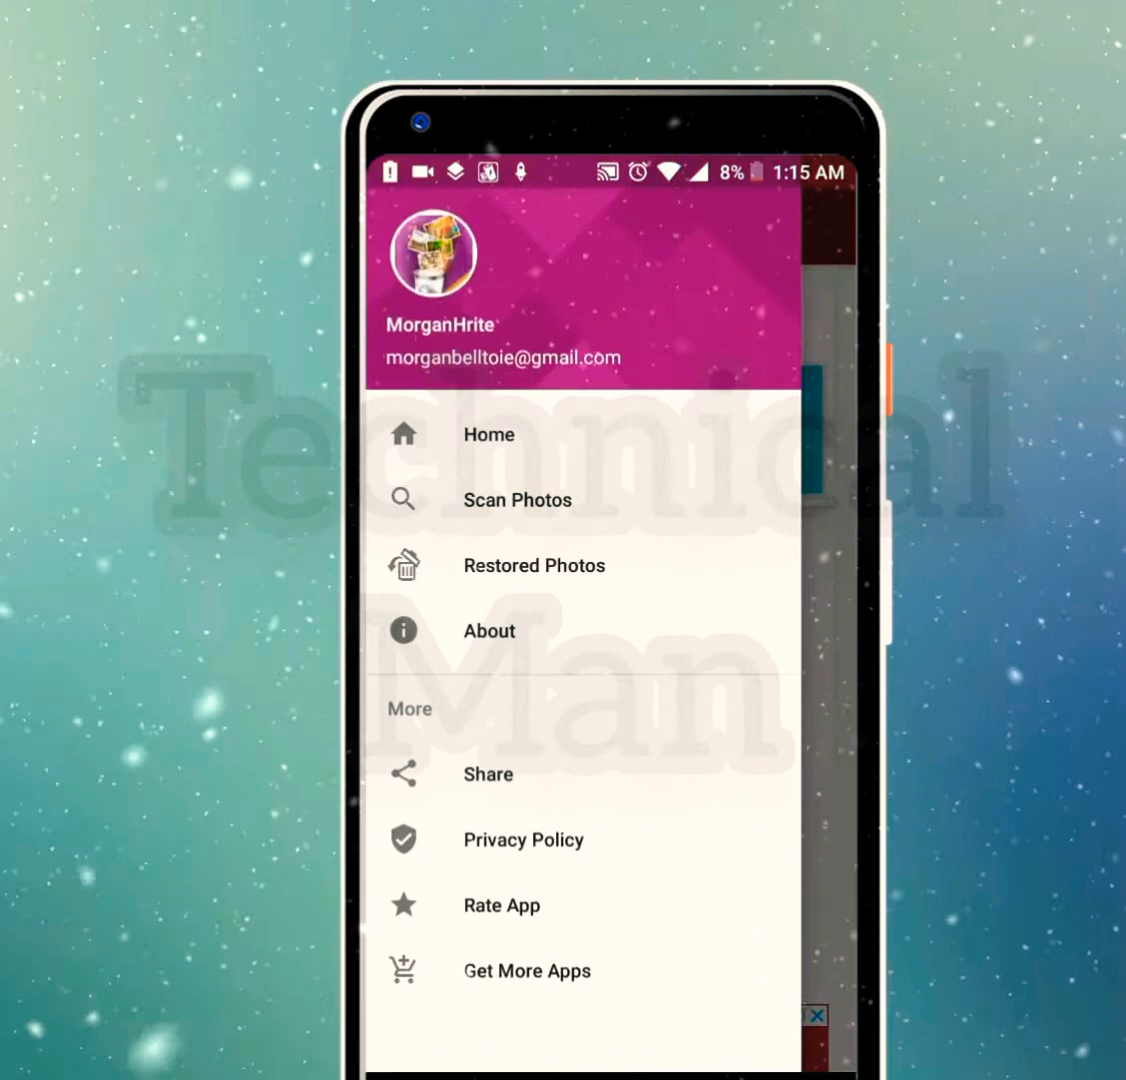 8% 1:15 AM
MorganHrite
morganbelltoie@gmail.com
Technical
Home
Scan Photos
Restored Photos
About
Man
More
Share
Privacy Policy
Rate App
Get More Apps